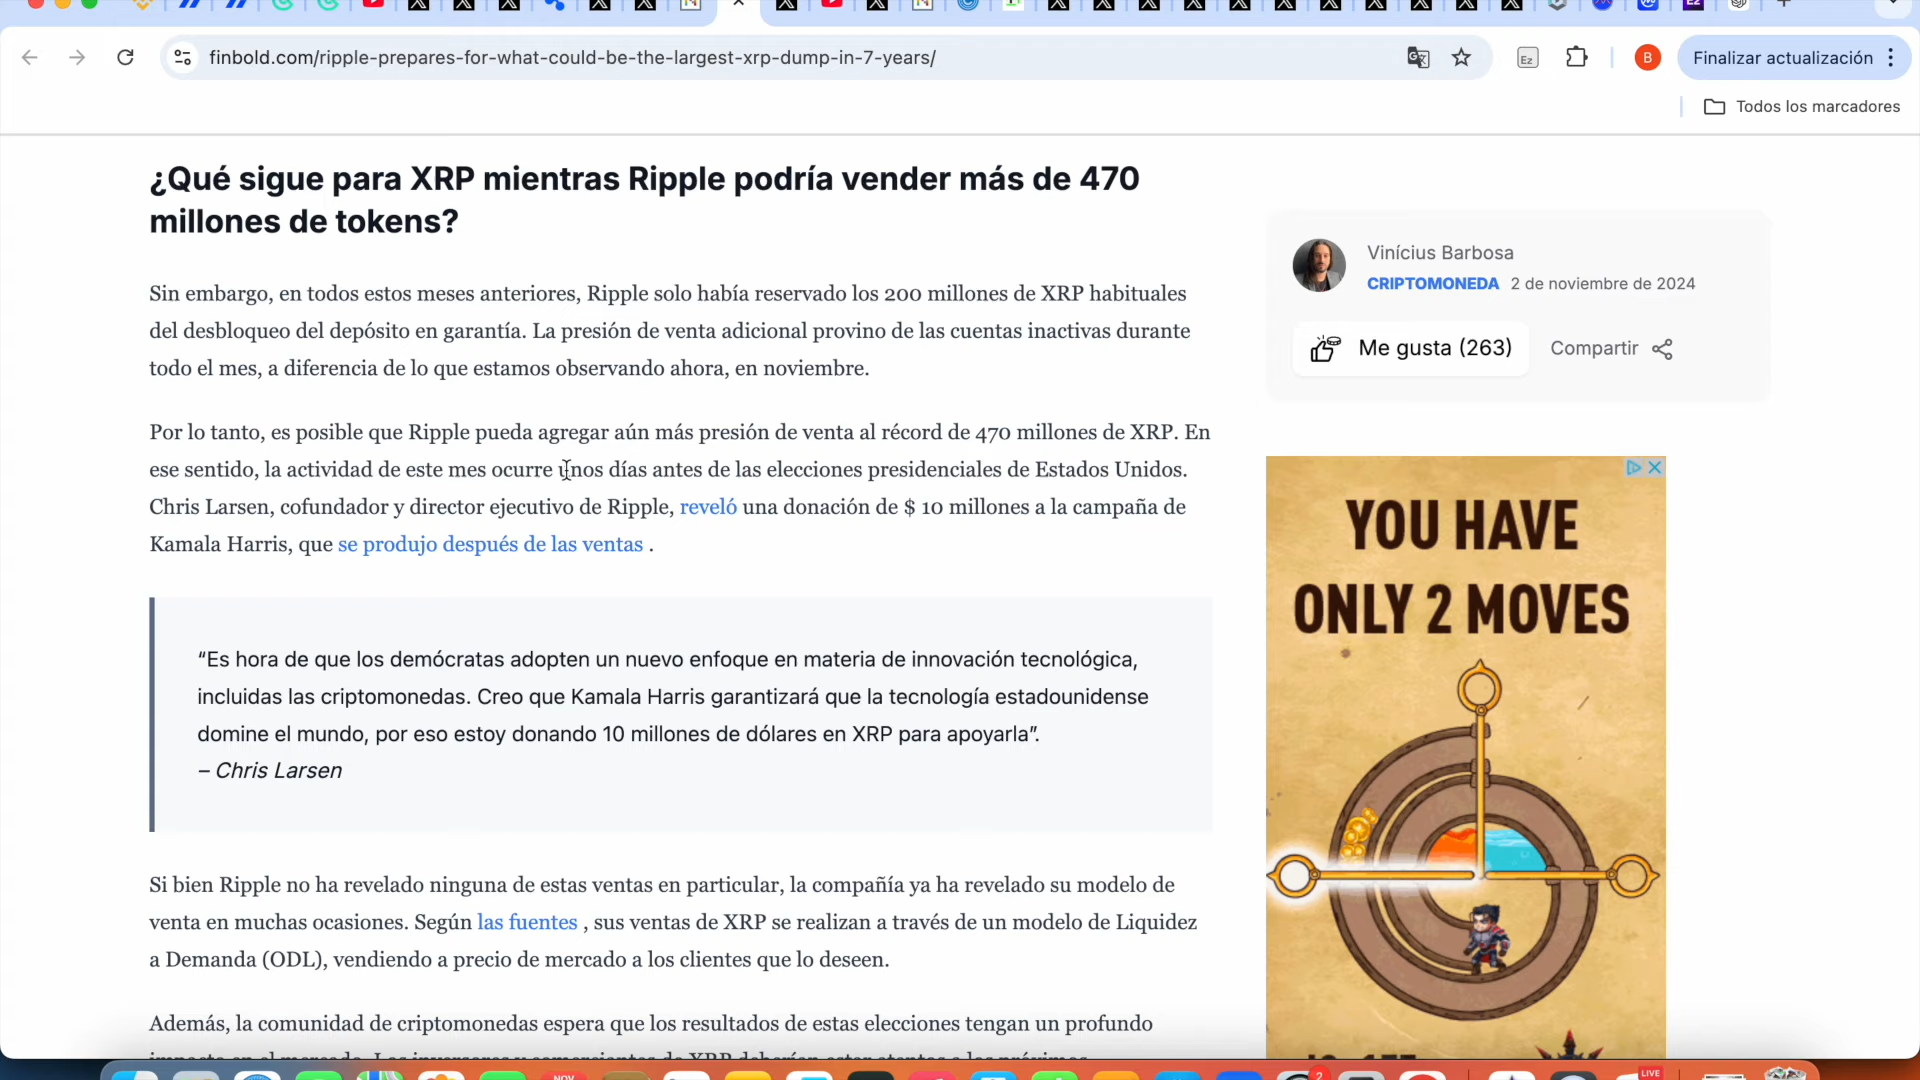 finbold.com/ripple-prepares-for-what-could-be-the-largest-xrp-dump-in-7-years/
B
Finalizar actualización
Todos los marcadores
¿Qué sigue para XRP mientras Ripple podría vender más de 470
millones de tokens?
Sin embargo, en todos estos meses anteriores, Ripple solo había reservado los 200 millones de XRP habituales
del desbloqueo del depósito en garantía. La presión de venta adicional provino de las cuentas inactivas durante
todo el mes, a diferencia de lo que estamos observando ahora, en noviembre.
Por lo tanto, es posible que Ripple pueda agregar aún más presión de venta al récord de 470 millones de XRP. En
ese sentido, la actividad de este mes ocurre unos días antes de las elecciones presidenciales de Estados Unidos.
Chris Larsen, cofundador y director ejecutivo de Ripple, reveló una donación de $ 10 millones a la campaña de
Kamala Harris, que se produjo después de las ventas .
“Es hora de que los demócratas adopten un nuevo enfoque en materia de innovación tecnológica,
incluidas las criptomonedas. Creo que Kamala Harris garantizará que la tecnología estadounidense
domine el mundo, por eso estoy donando 10 millones de dólares en XRP para apoyarla”.
– Chris Larsen
Si bien Ripple no ha revelado ninguna de estas ventas en particular, la compañía ya ha revelado su modelo de
venta en muchas ocasiones. Según las fuentes , sus ventas de XRP se realizan a través de un modelo de Liquidez
a Demanda (ODL), vendiendo a precio de mercado a los clientes que lo deseen.
Además, la comunidad de criptomonedas espera que los resultados de estas elecciones tengan un profundo
Vinícius Barbosa
CRIPTOMONEDA 2 de noviembre de 2024
Me gusta (263)
Compartir
YOU HAVE
ONLY 2 MOVES
NOV
2
LIVE